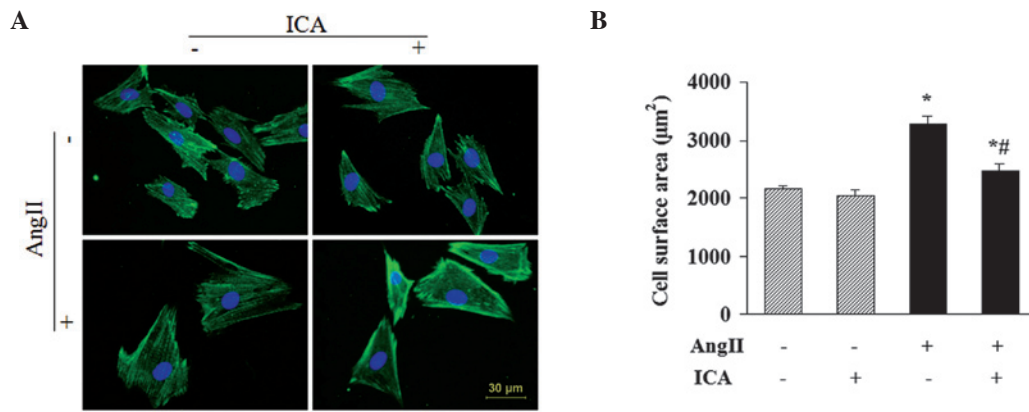 A
ICA
- +
AngII
-
+
30 µm
B
Cell surface area (µm²)
4000
3000
2000
1000
0
*
*#
AngII - - + +
ICA - + - +